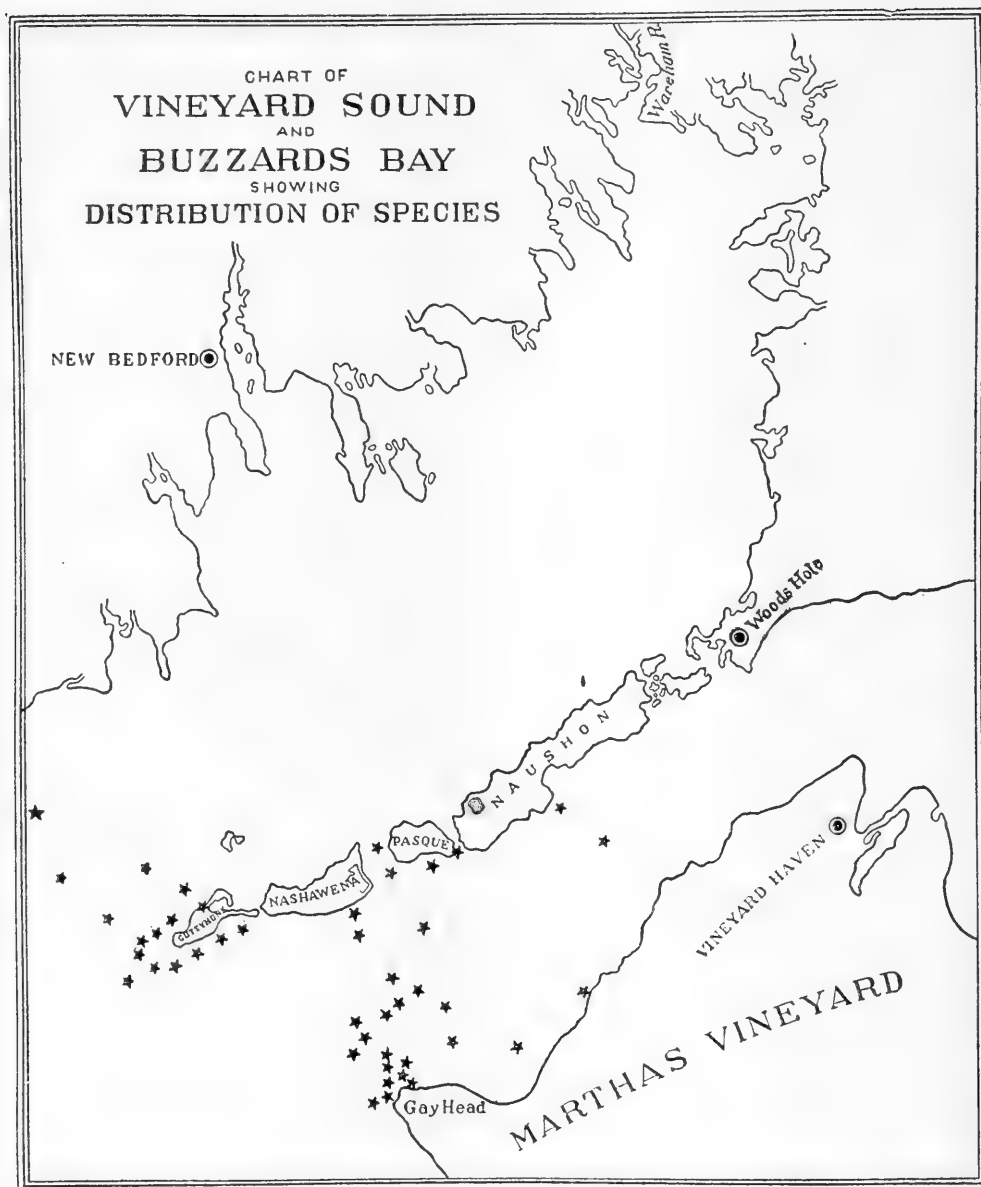 CHART OF
VINEYARD SOUND
AND
BUZZARDS BAY
SHOWING
DISTRIBUTION OF SPECIES
Wareham R.
NEW BEDFORD
Woods Hole
NAUSHON
PASQUE
NASHAWENA
CUTTYHUNK
VINEYARD HAVEN
MARTHAS VINEYARD
Gay Head